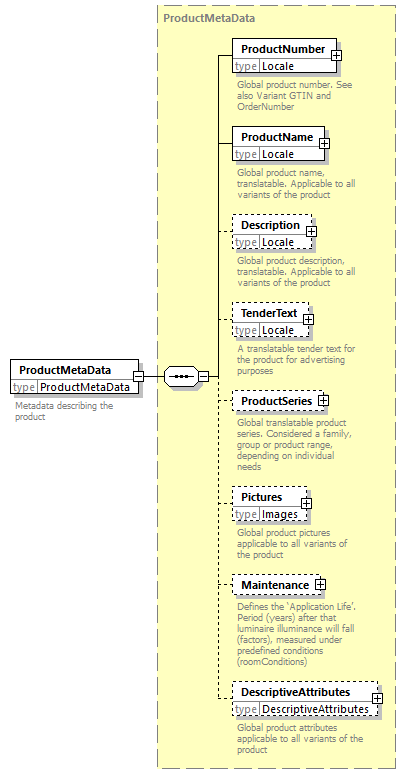 ProductMetaData
ProductNumber
type Locale
Global product number. See
also Variant GTIN and
OrderNumber
ProductName
type Locale
Global product name,
translatable. Applicable to all
variants of the product
Description
type Locale
Global product description,
translatable. Applicable to all
variants of the product
TenderText
type Locale
A translatable tender text for
the product for advertising
purposes
ProductMetaData
type ProductMetaData
Metadata describing the
product
ProductSeries
Global translatable product
series. Considered a family,
group or product range,
depending on individual
needs
Pictures
type Images
Global product pictures
applicable to all variants of
the product
Maintenance
Defines the ‘Application Life’.
Period (years) after that
luminaire illuminance will fall
(factors), measured under
predefined conditions
(roomConditions)
DescriptiveAttributes
type DescriptiveAttributes
Global product attributes
applicable to all variants of the
product